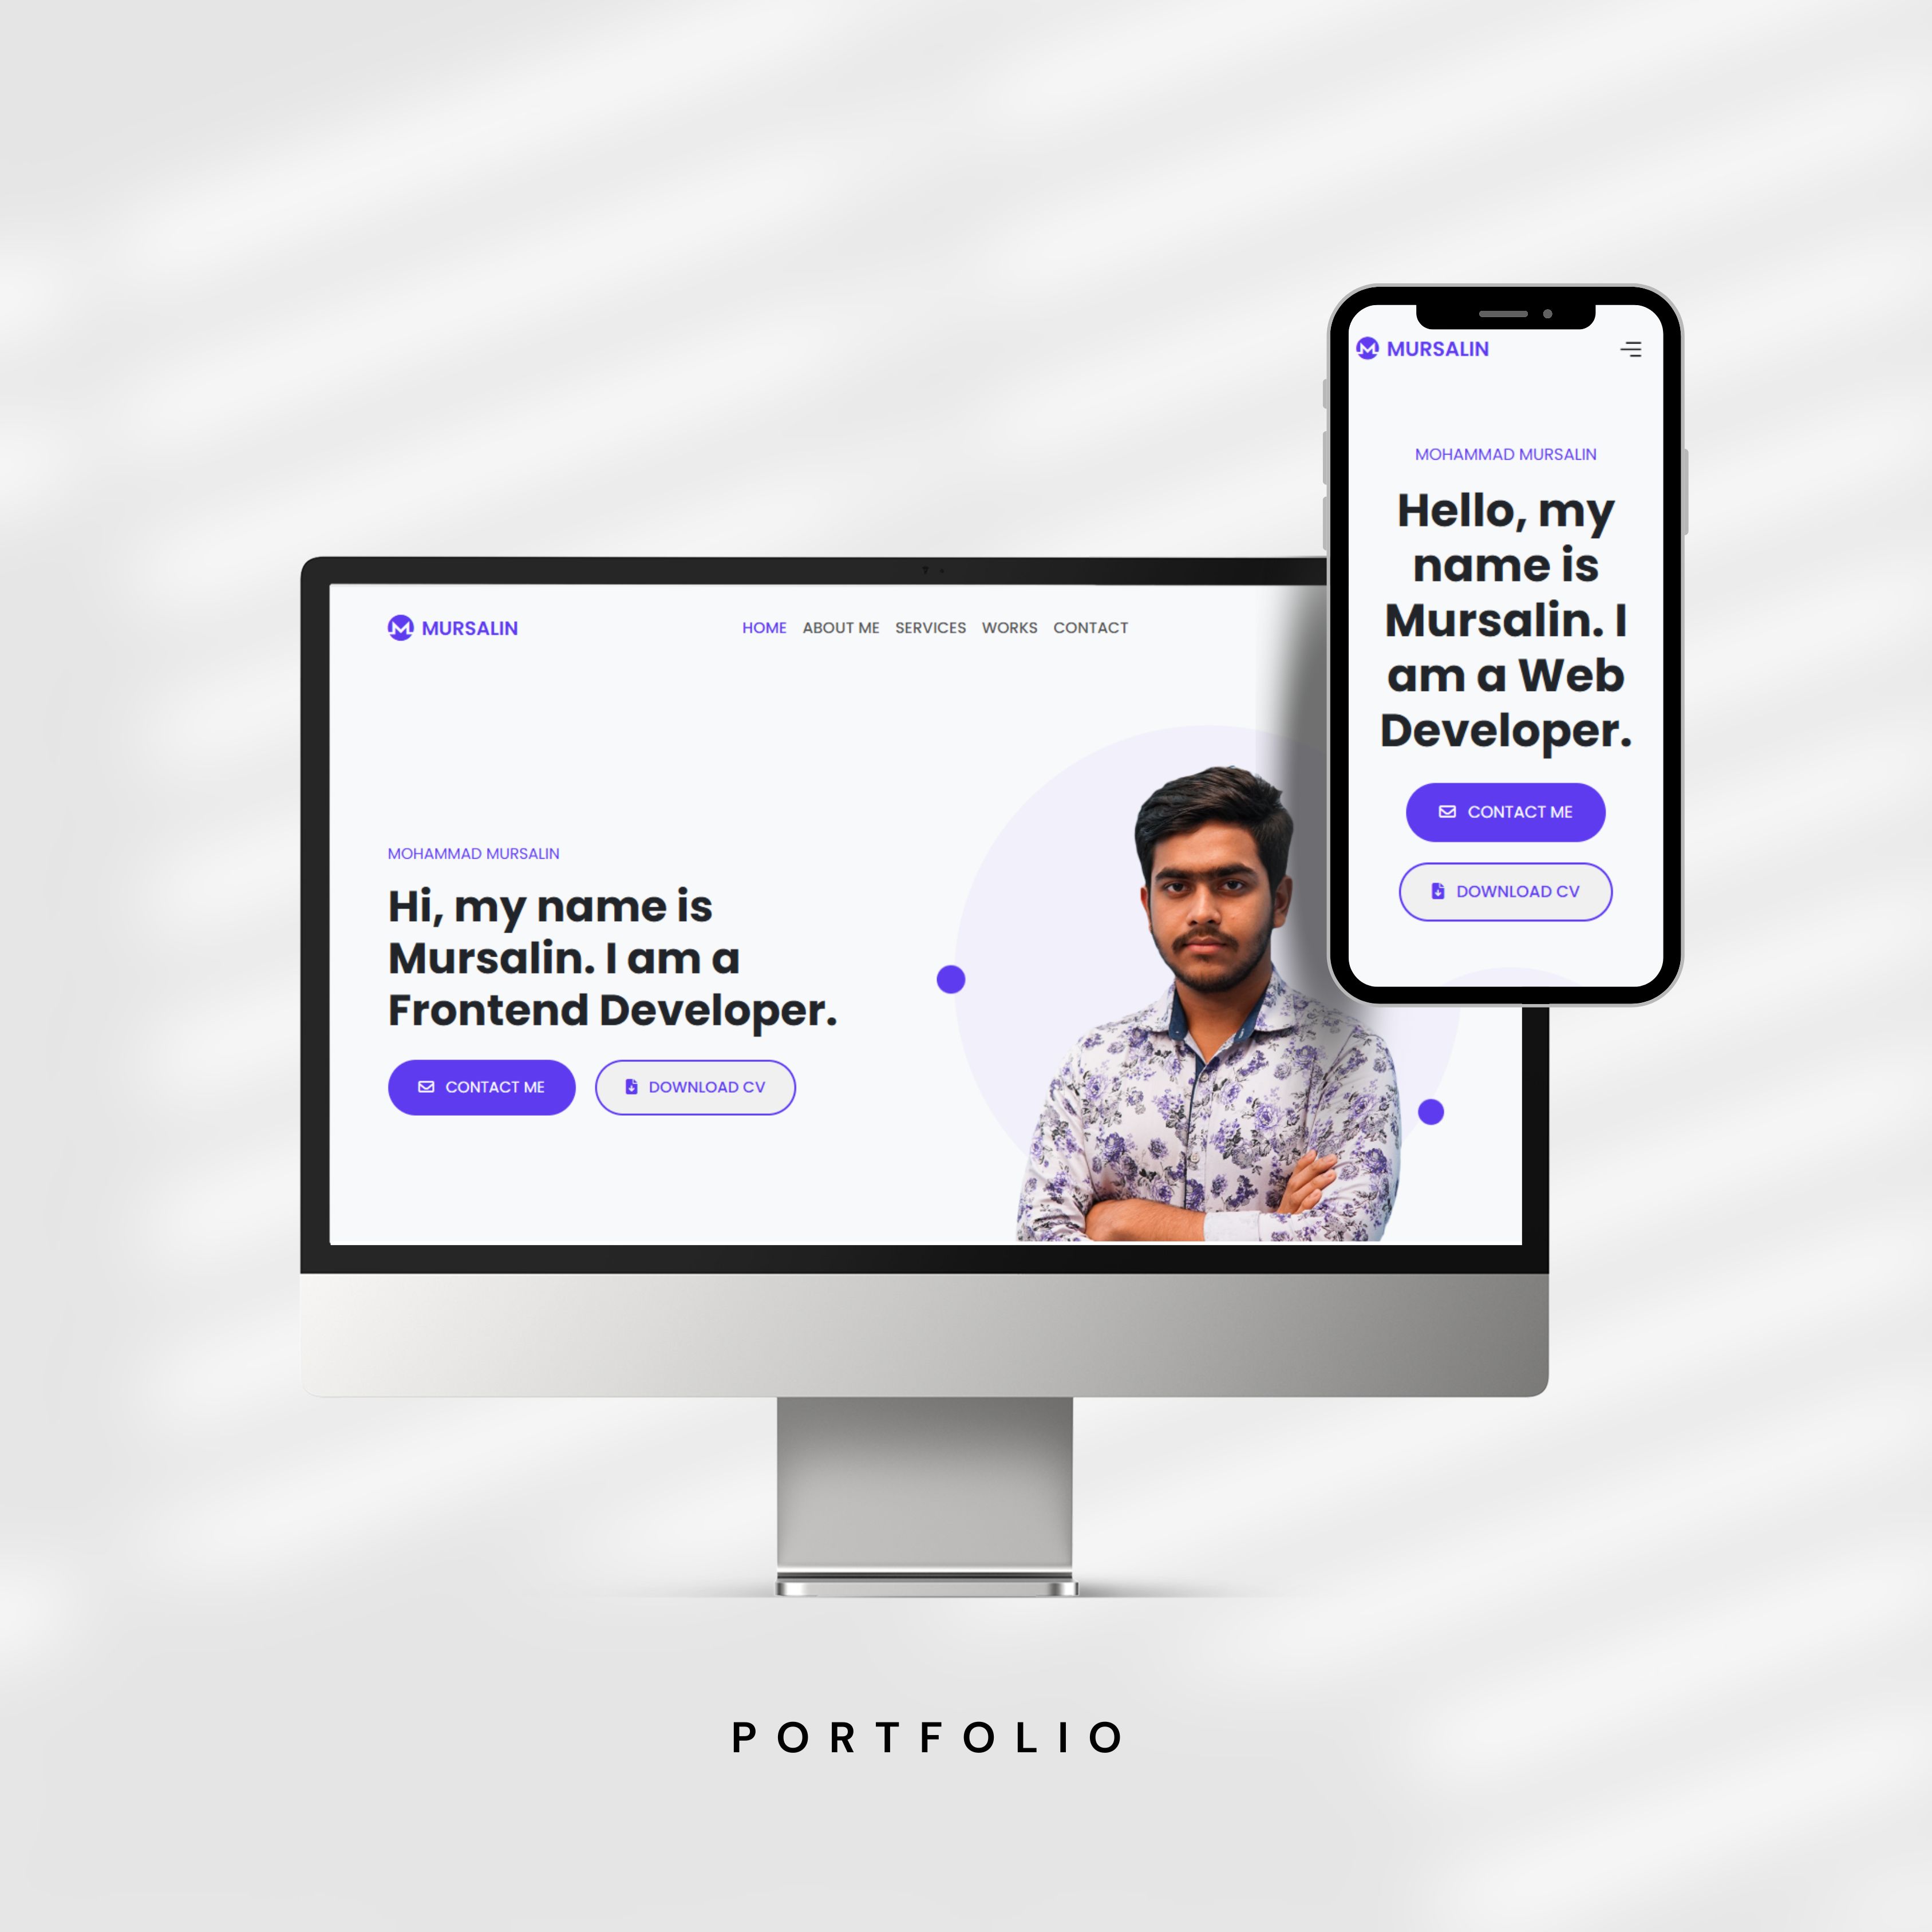 MURSALIN
MOHAMMAD MURSALIN
Hello, my
name is
Mursalin. I
am a Web
Developer.
CONTACT ME
DOWNLOAD CV
MURSALIN
HOME ABOUT ME SERVICES WORKS CONTACT
MOHAMMAD MURSALIN
Hi, my name is
Mursalin. I am a
Frontend Developer.
CONTACT ME DOWNLOAD CV
PORTFOLIO